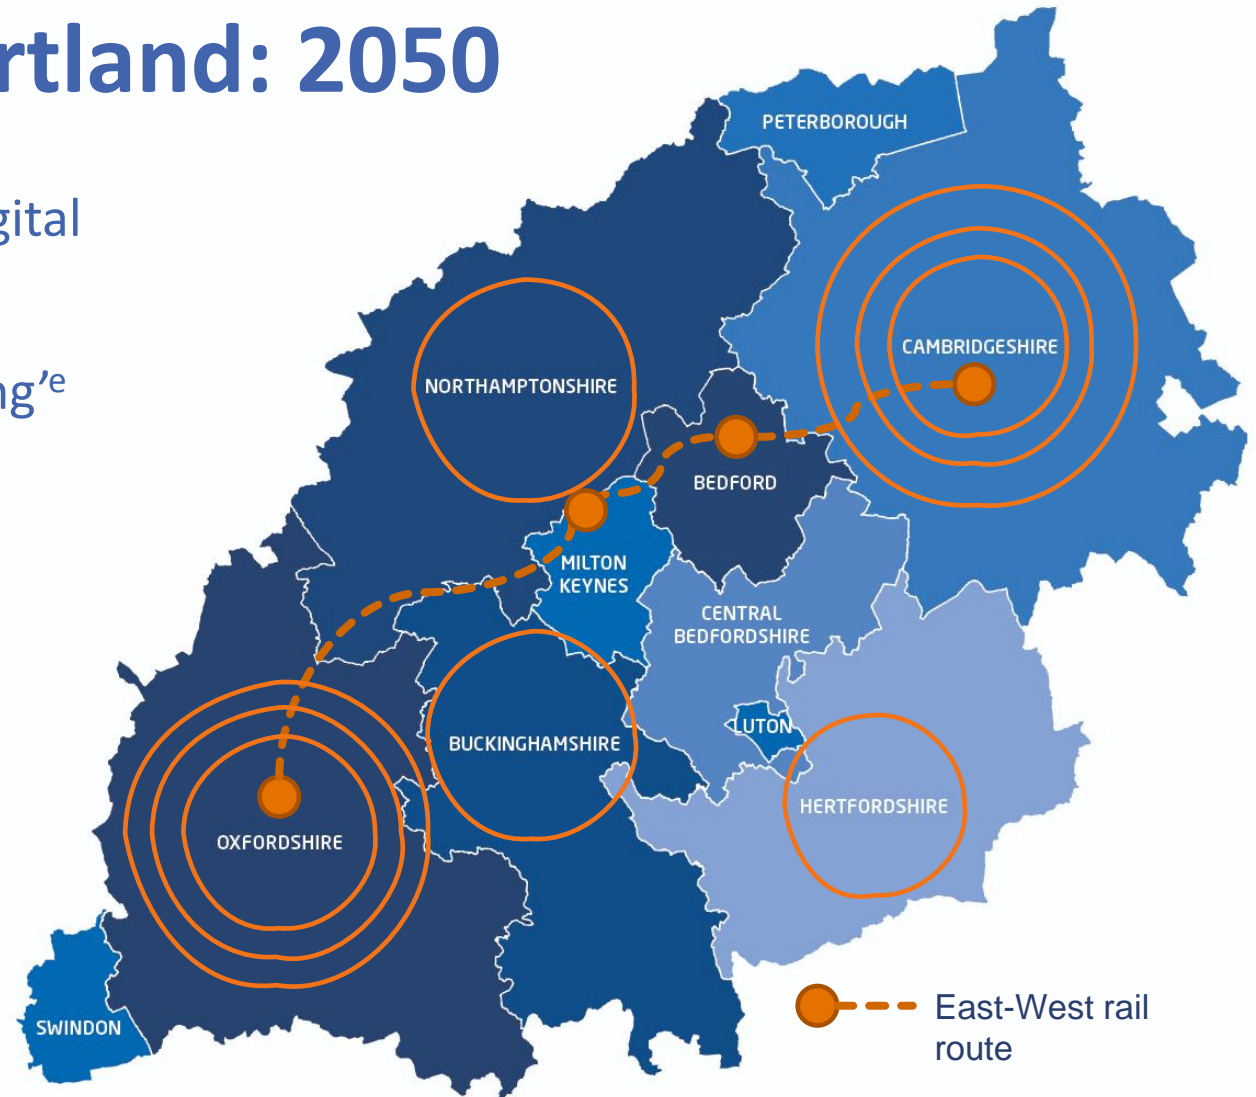 rtland: 2050
gital
ng’e
PETERBOROUGH
CAMBRIDGESHIRE
NORTHAMPTONSHIRE
BEDFORD
MILTON
KEYNES
CENTRAL
BEDFORDSHIRE
LUTON
BUCKINGHAMSHIRE
HERTFORDSHIRE
OXFORDSHIRE
SWINDON
East-West rail
route